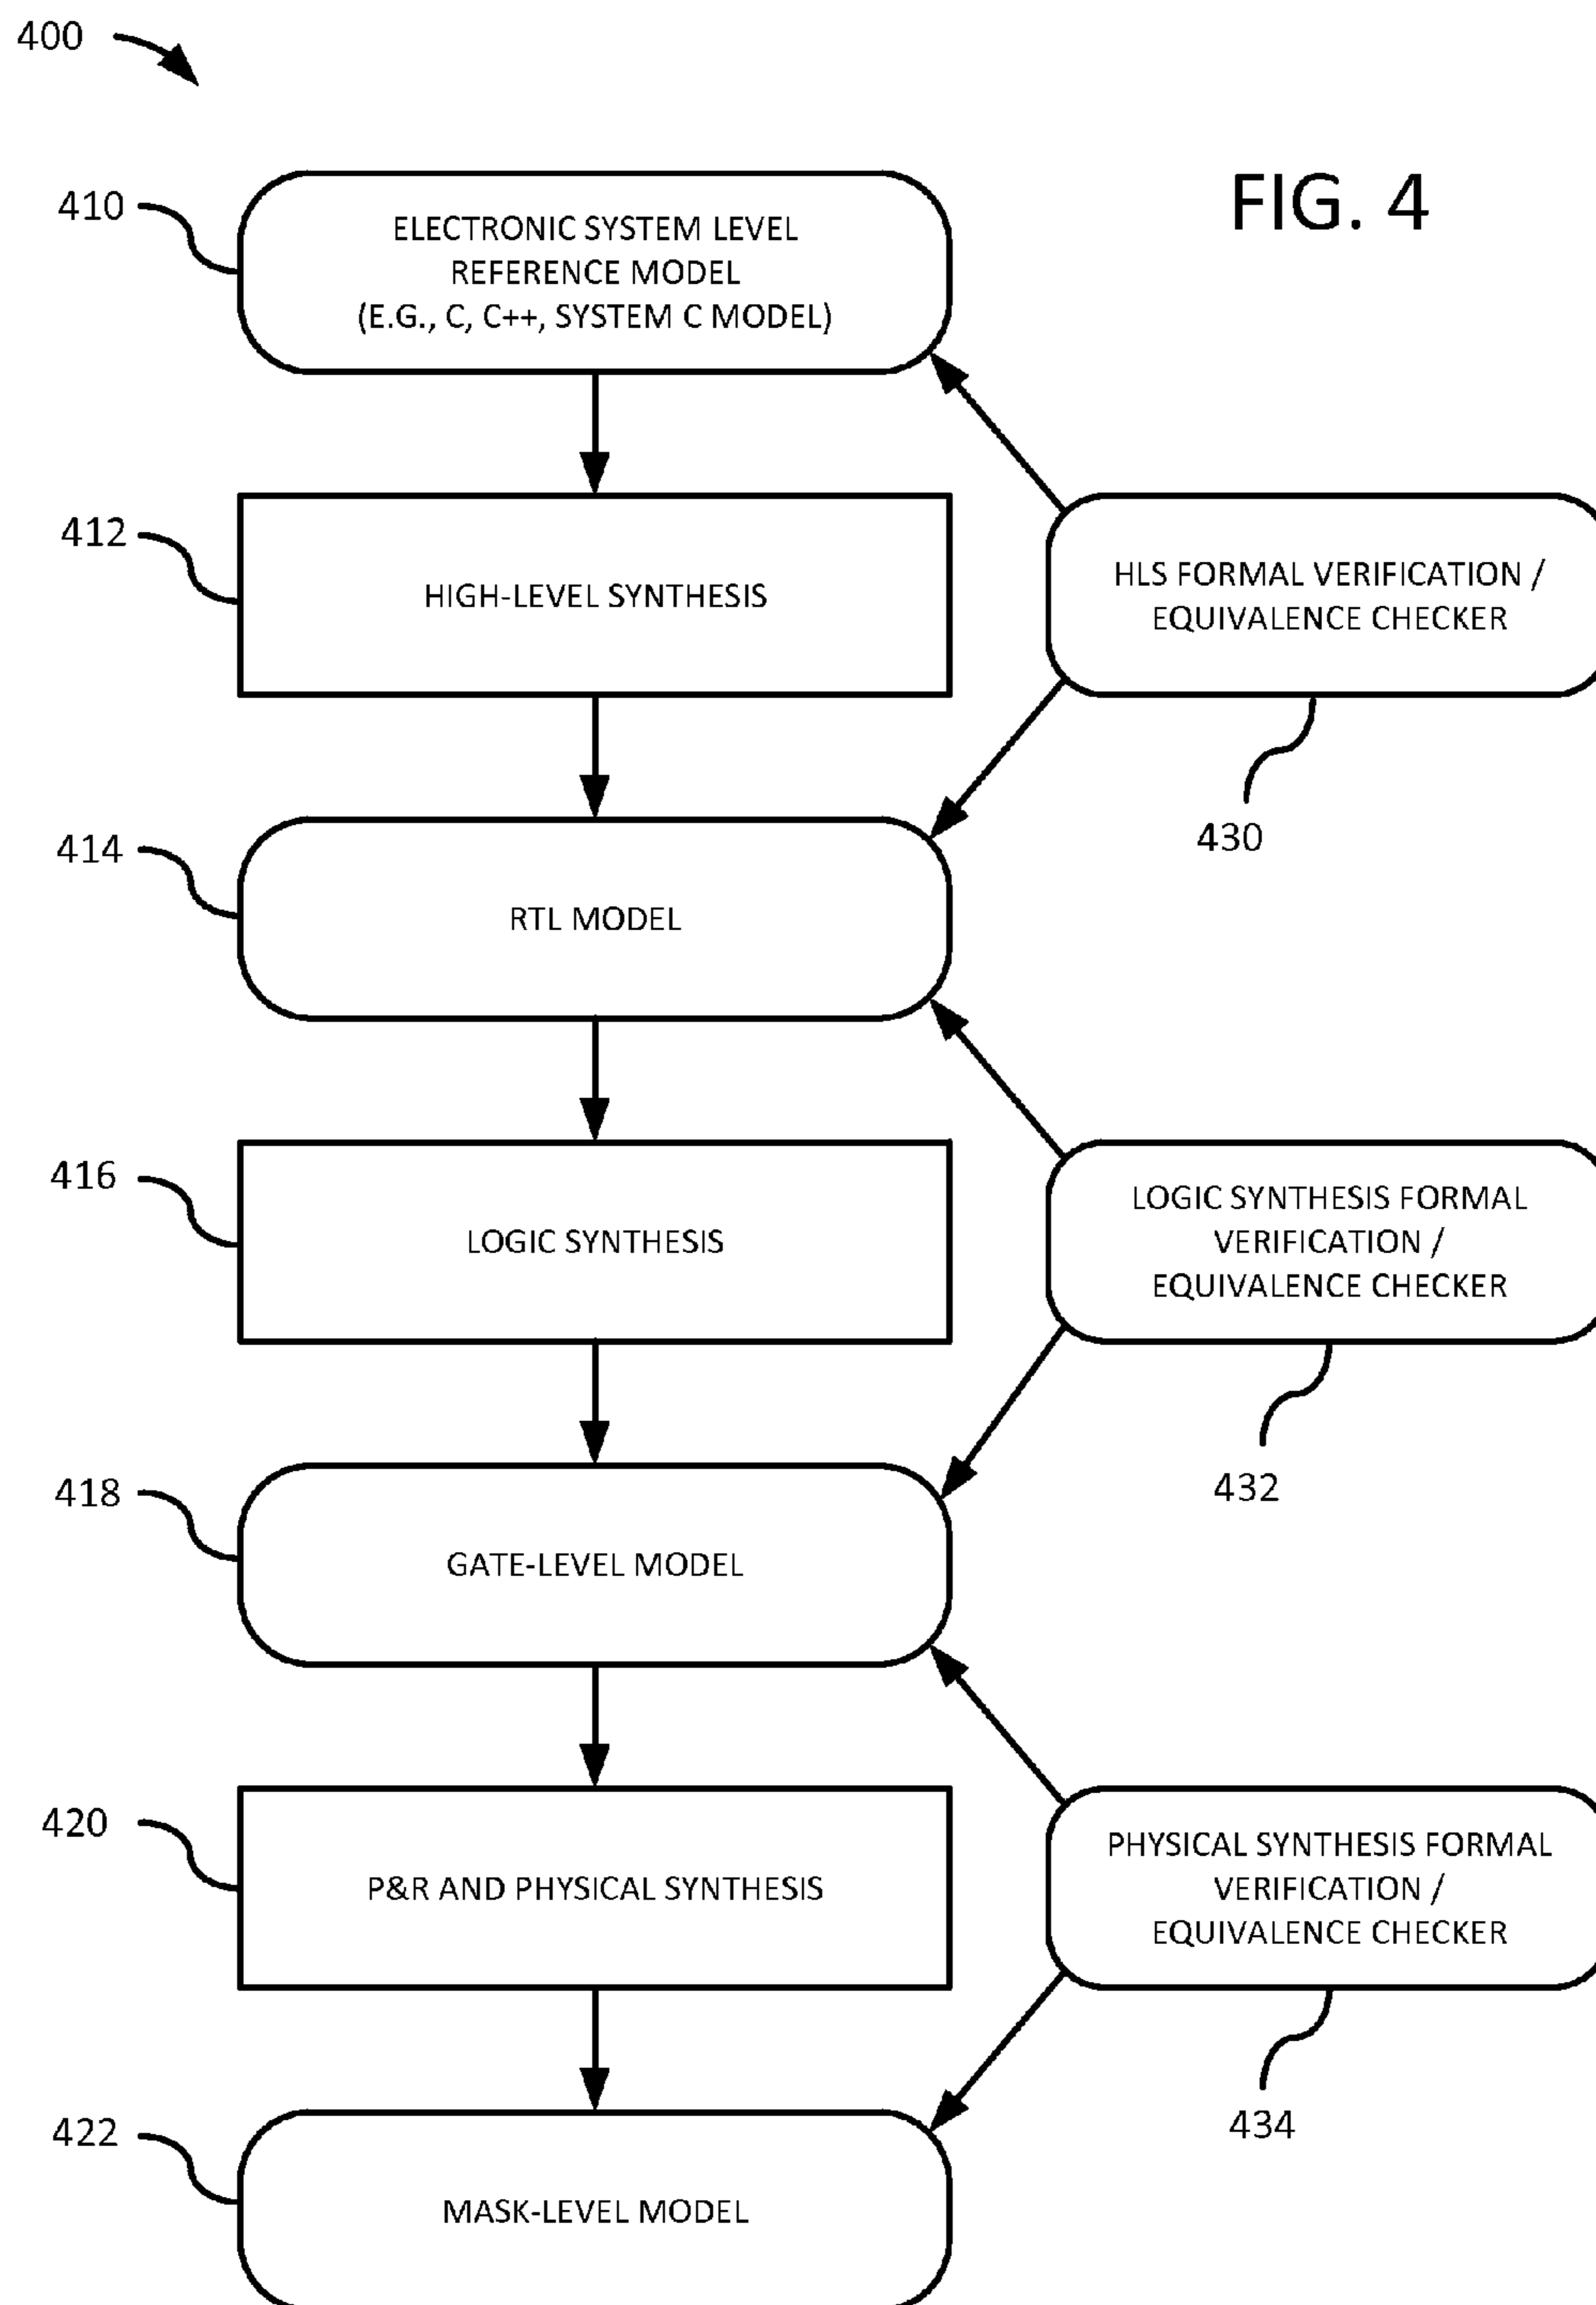 400
FIG. 4
410
ELECTRONIC SYSTEM LEVEL
REFERENCE MODEL
(E.G., C, C++, SYSTEM C MODEL)
412
HIGH-LEVEL SYNTHESIS
HLS FORMAL VERIFICATION /
EQUIVALENCE CHECKER
430
414
RTL MODEL
416
LOGIC SYNTHESIS
LOGIC SYNTHESIS FORMAL
VERIFICATION /
EQUIVALENCE CHECKER
432
418
GATE-LEVEL MODEL
420
P&R AND PHYSICAL SYNTHESIS
PHYSICAL SYNTHESIS FORMAL
VERIFICATION /
EQUIVALENCE CHECKER
434
422
MASK-LEVEL MODEL